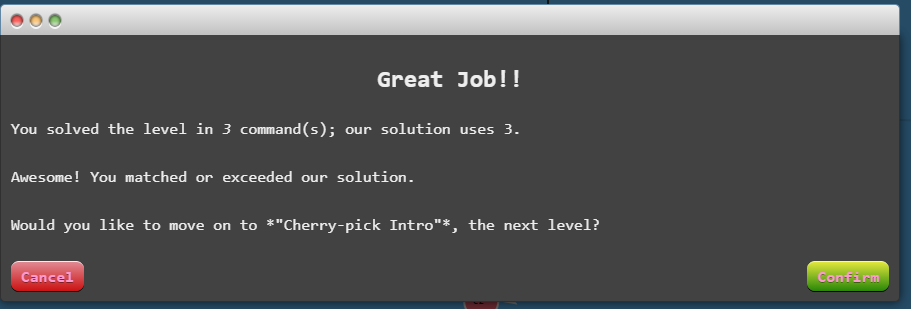 Great Job!!
You solved the level in 3 command(s); our solution uses 3.
Awesome! You matched or exceeded our solution.
Would you like to move on to *"Cherry-pick Intro"*, the next level?
Cancel
Confirm